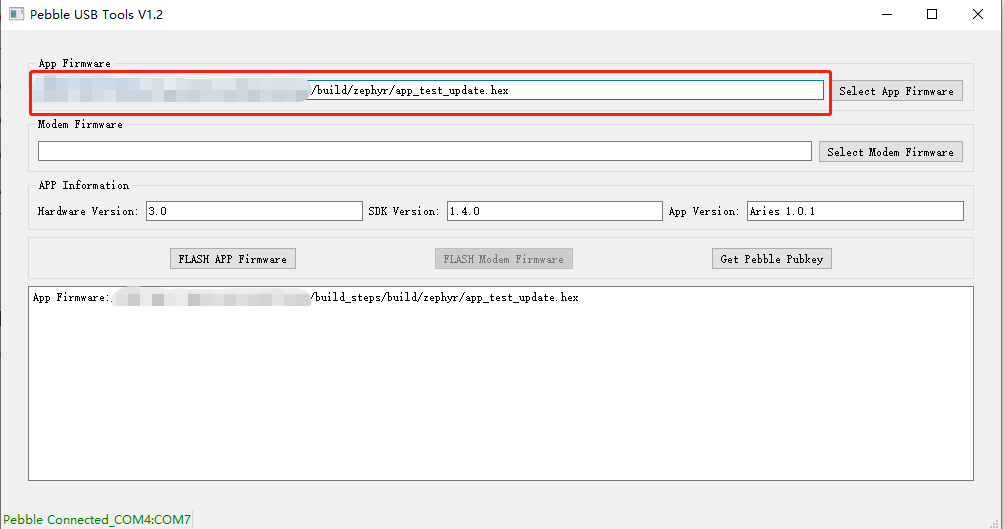 Pebble USB Tools V1.2
App Firmware
/build/zephyr/app_test_update.hex
Select App Firmware
Modem Firmware
Select Modem Firmware
APP Information
Hardware Version: 3.0 SDK Version: 1.4.0 App Version: Aries 1.0.1
FLASH APP Firmware FLASH Modem Firmware Get Pebble Pubkey
App Firmware: /build_steps/build/zephyr/app_test_update.hex
Pebble Connected_COM4:COM7